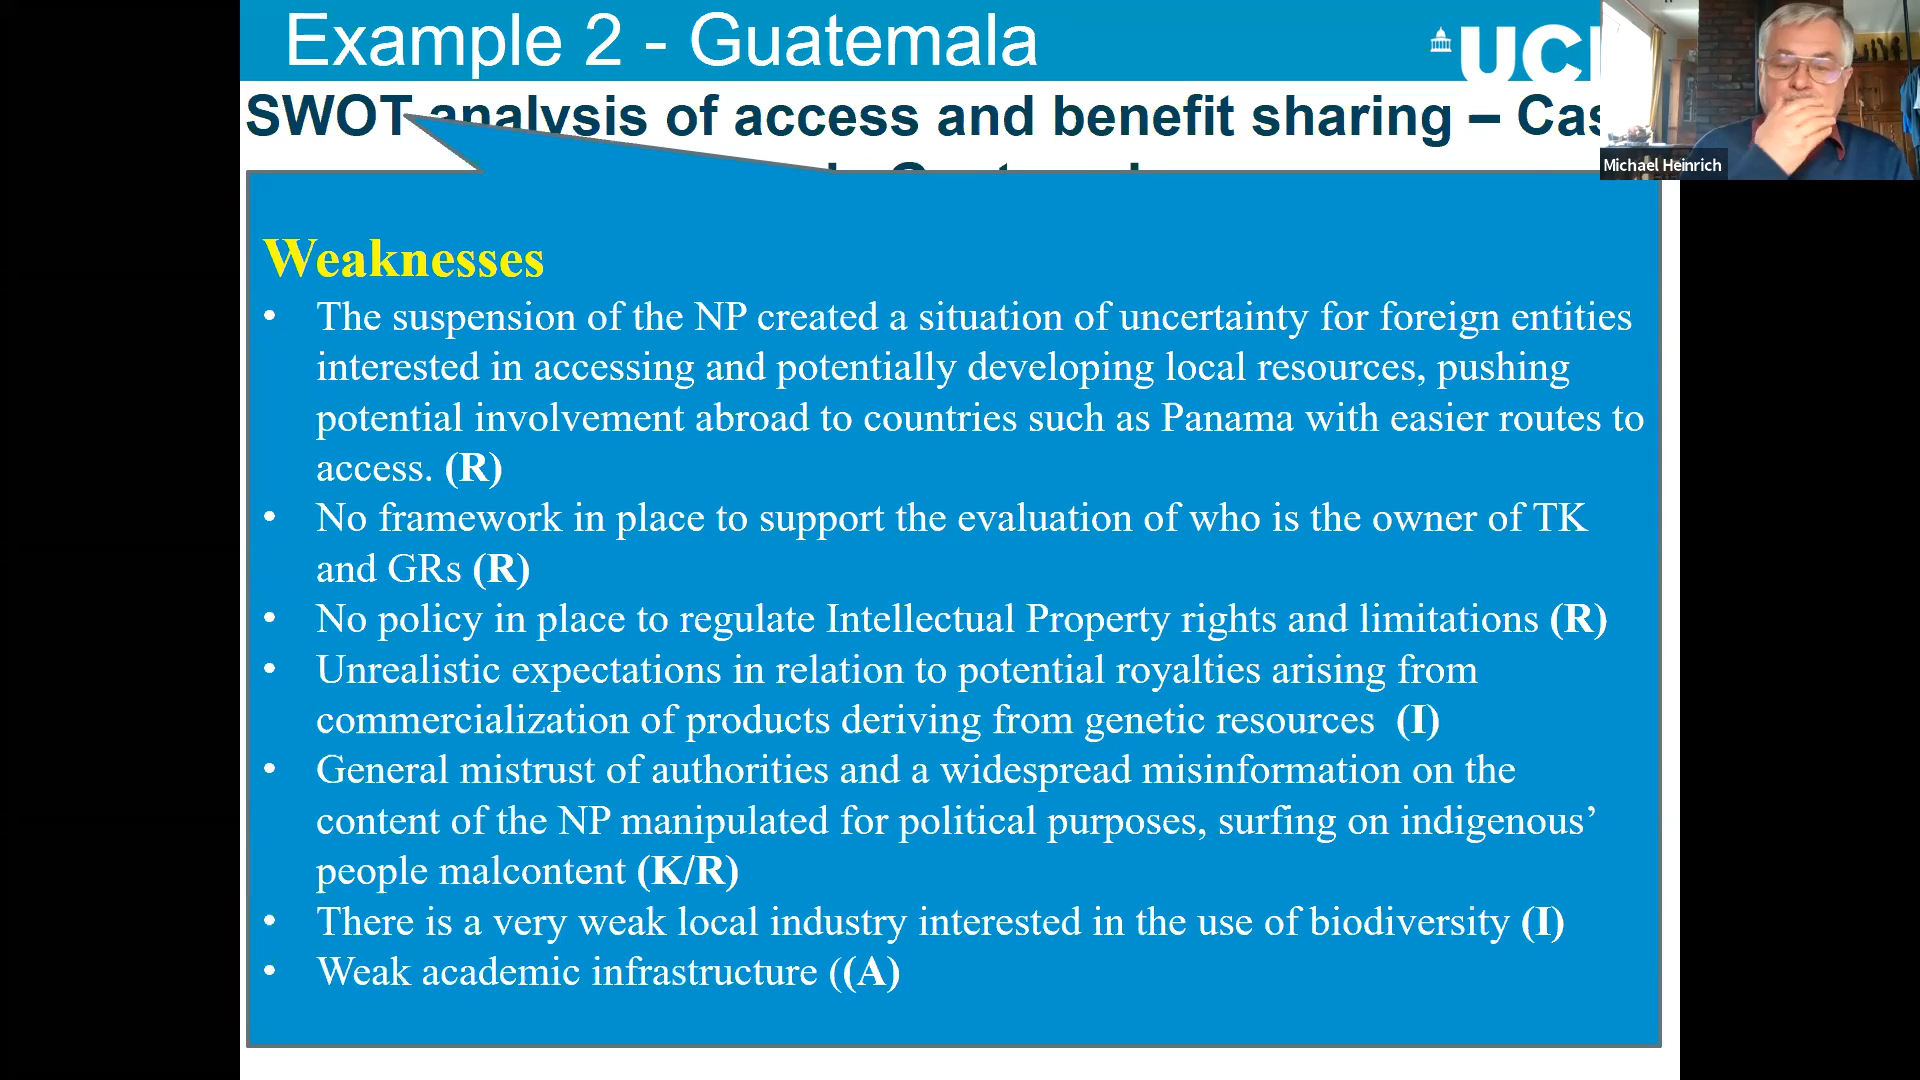 Example 2 - Guatemala
UCL
SWOT analysis of access and benefit sharing – Cas
Michael Heinrich
Weaknesses
• The suspension of the NP created a situation of uncertainty for foreign entities
interested in accessing and potentially developing local resources, pushing
potential involvement abroad to countries such as Panama with easier routes to
access. (R)
• No framework in place to support the evaluation of who is the owner of TK
and GRs (R)
• No policy in place to regulate Intellectual Property rights and limitations (R)
• Unrealistic expectations in relation to potential royalties arising from
commercialization of products deriving from genetic resources (I)
• General mistrust of authorities and a widespread misinformation on the
content of the NP manipulated for political purposes, surfing on indigenous’
people malcontent (K/R)
• There is a very weak local industry interested in the use of biodiversity (I)
• Weak academic infrastructure ((A)